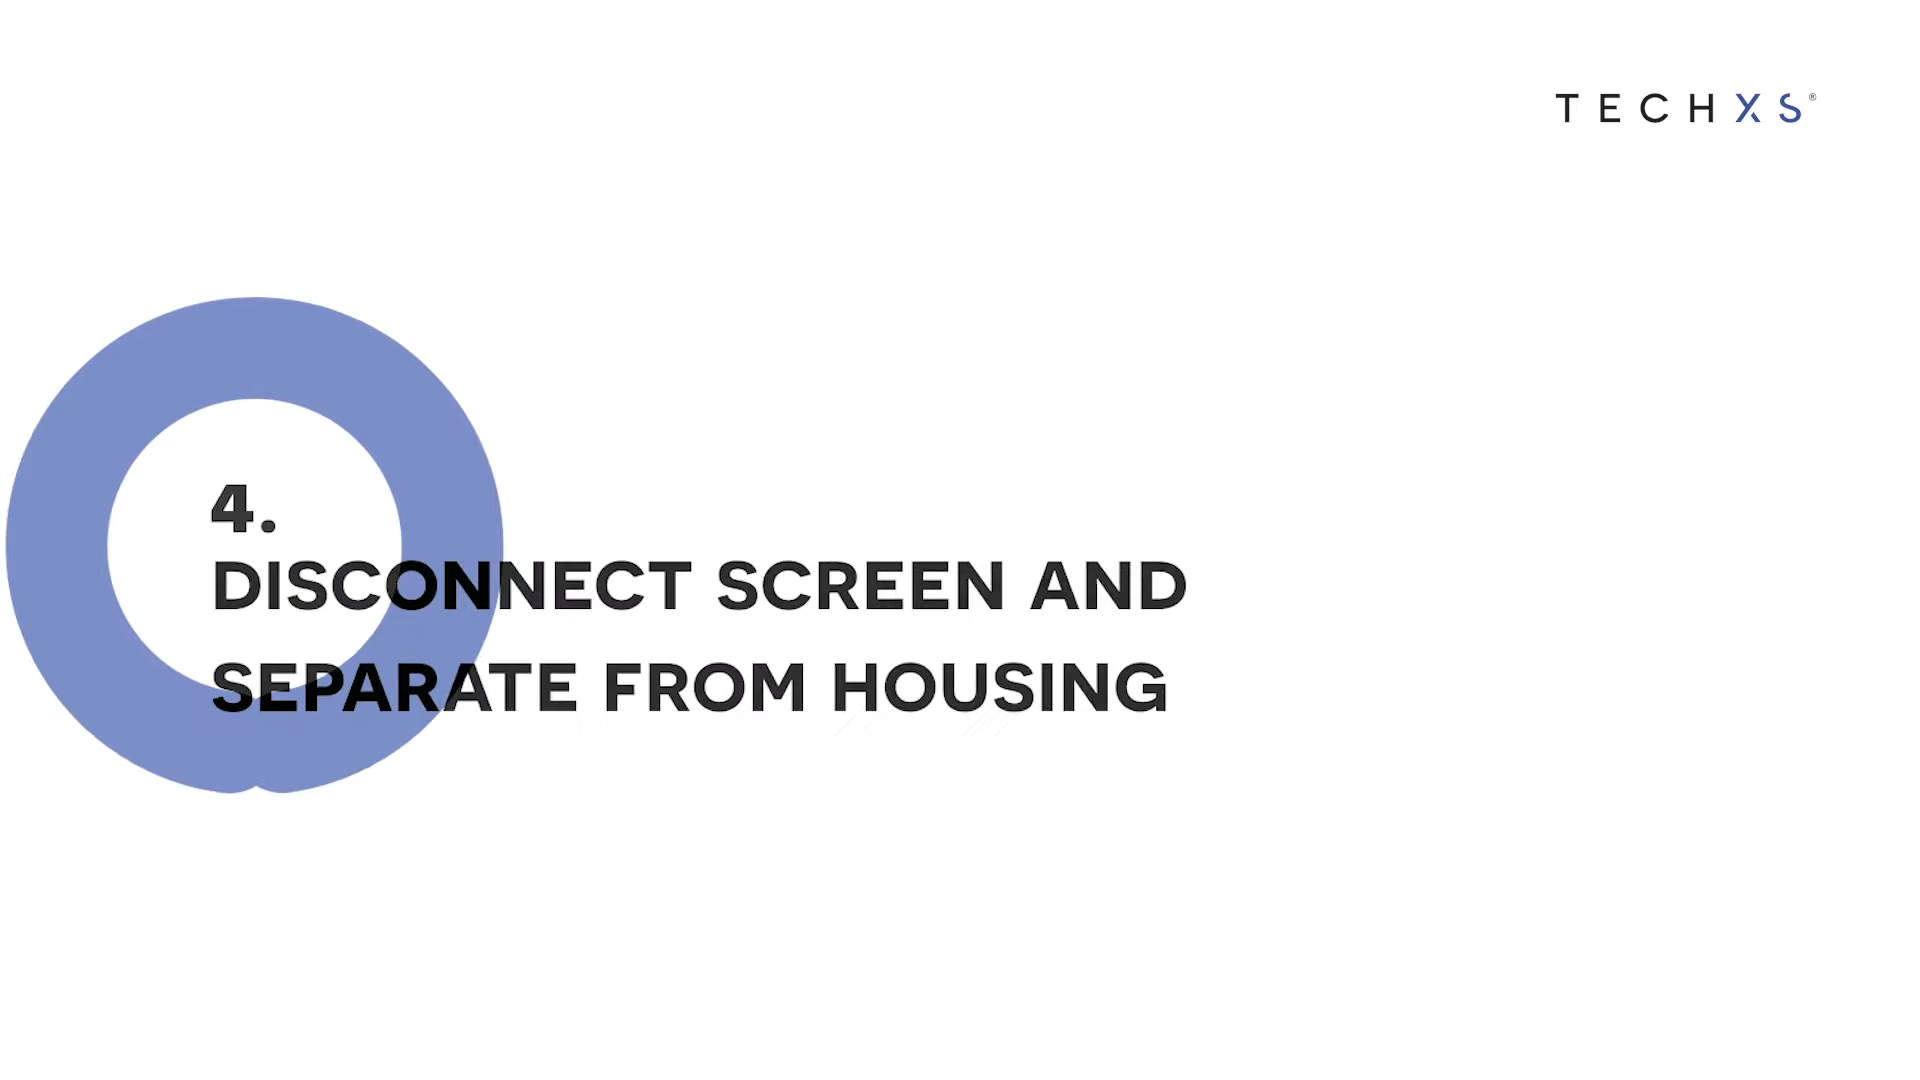 TECHXS®
4.
DISCONNECT SCREEN AND
SEPARATE FROM HOUSING